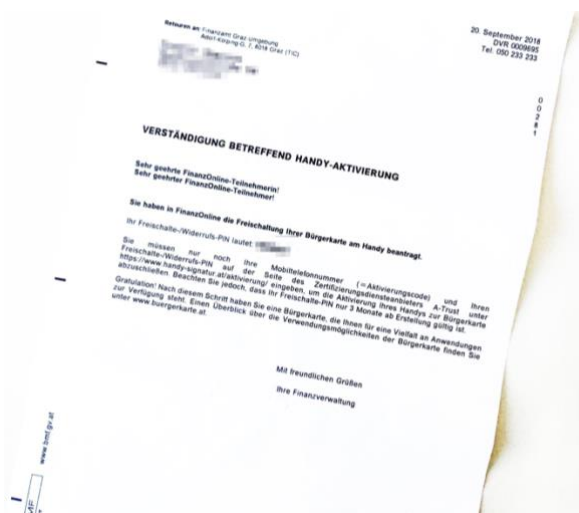 Retouren an: Finanzamt Graz Umgebung
Adolf-Kolping-G. 7, 8018 Graz (TIC)
20. September 2018
DVR 0009695
Tel. 050 233 233
0
0
2
8
1
VERSTÄNDIGUNG BETREFFEND HANDY-AKTIVIERUNG
Sehr geehrte FinanzOnline-Teilnehmerin!
Sehr geehrter FinanzOnline-Teilnehmer!
Sie haben in FinanzOnline die Freischaltung Ihrer Bürgerkarte am Handy beantragt.
Ihr Freischalte-/Widerrufs-PIN lautet:
Sie müssen nur noch Ihre Mobiltelefonnummer (=Aktivierungscode) und Ihren
Freischalte-/Widerrufs-PIN auf der Seite des Zertifizierungsdiensteanbieters A-Trust unter
https://www.handy-signatur.at/aktivierung/ eingeben, um die Aktivierung Ihres Handys zur Bürgerkarte
abzuschließen. Beachten Sie jedoch, dass Ihr Freischalte-PIN nur 3 Monate ab Erstellung gültig ist.
Gratulation! Nach diesem Schritt haben Sie eine Bürgerkarte, die Ihnen für eine Vielfalt an Anwendungen
zur Verfügung steht. Einen Überblick über die Verwendungsmöglichkeiten der Bürgerkarte finden Sie
unter www.buergerkarte.at.
Mit freundlichen Grüßen
Ihre Finanzverwaltung
www.bmf.gv.at